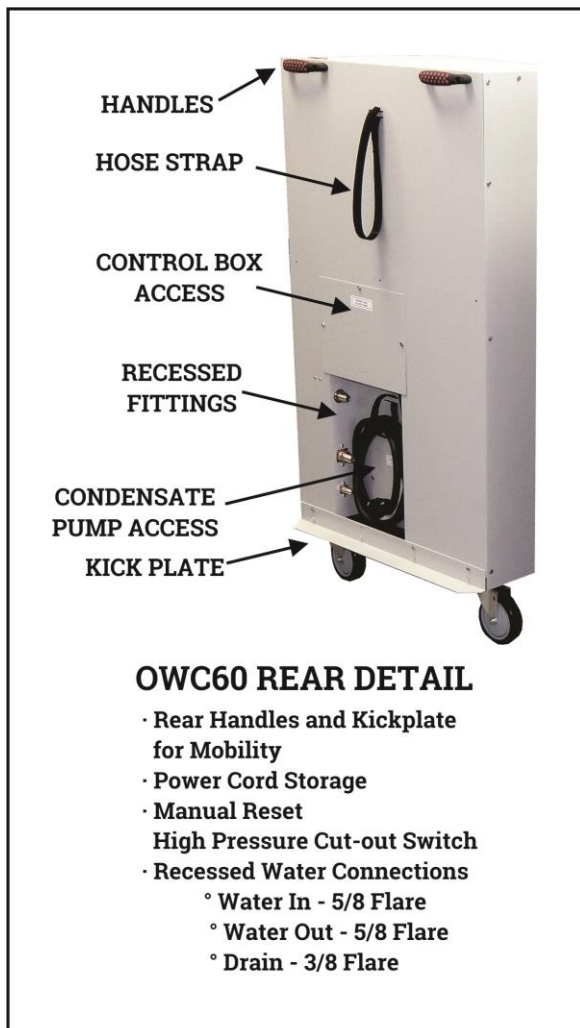 HANDLES
HOSE STRAP
CONTROL BOX
ACCESS
RECESSED
FITTINGS
CONDENSATE
PUMP ACCESS
KICK PLATE
OWC60 REAR DETAIL
· Rear Handles and Kickplate
for Mobility
· Power Cord Storage
· Manual Reset
High Pressure Cut-out Switch
· Recessed Water Connections
° Water In - 5/8 Flare
° Water Out - 5/8 Flare
° Drain - 3/8 Flare